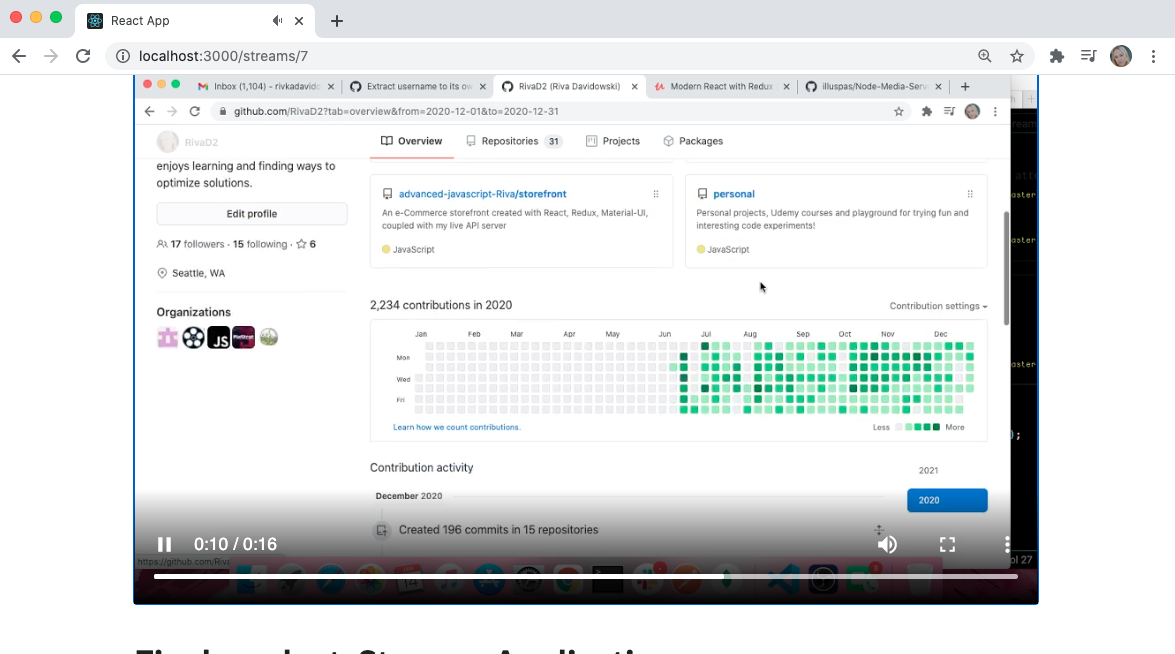 React App
localhost:3000/streams/7
Inbox (1,104) - rivkadavido
Extract username to its ow
RivaD2 (Riva Davidowski)
Modern React with Redux
illuspas/Node-Media-Serv
github.com/RivaD2?tab=overview&from=2020-12-01&to=2020-12-31
RivaD2
Overview
Repositories 31
Projects
Packages
enjoys learning and finding ways to
optimize solutions.
Edit profile
17 followers · 15 following · 6
Seattle, WA
Organizations
JS
advanced-javascript-Riva/storefront
An e-Commerce storefront created with React, Redux, Material-UI,
coupled with my live API server
JavaScript
personal
Personal projects, Udemy courses and playground for trying fun and
interesting code experiments!
JavaScript
2,234 contributions in 2020
Contribution settings
Jan Feb Mar Apr May Jun Jul Aug Sep Oct Nov Dec
Mon
Wed
Fri
Learn how we count contributions.
Less More
Contribution activity
2021
2020
December 2020
Created 196 commits in 15 repositories
0:10 / 0:16
https://github.com/Riva
aster
aster
aster
);
ol 27